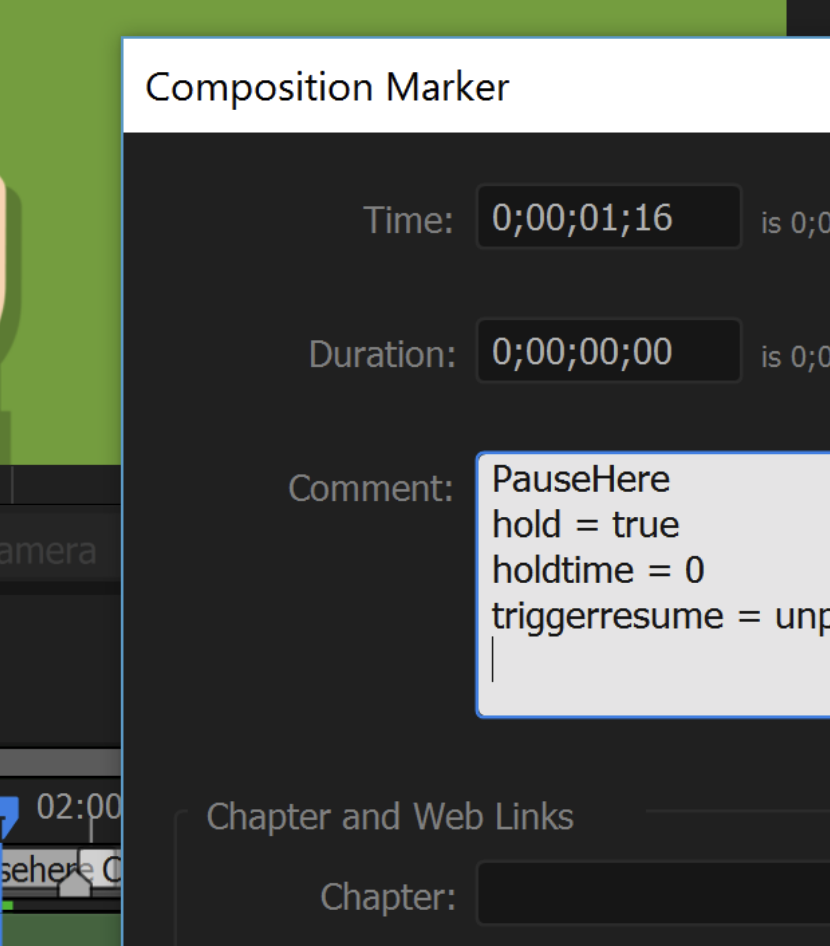 Composition Marker
Time: 0;00;01;16 is 0;0
Duration: 0;00;00;00 is 0;0
Comment: PauseHere
hold = true
holdtime = 0
triggerresume = unp
amera
02:00
sehere C
Chapter and Web Links
Chapter: